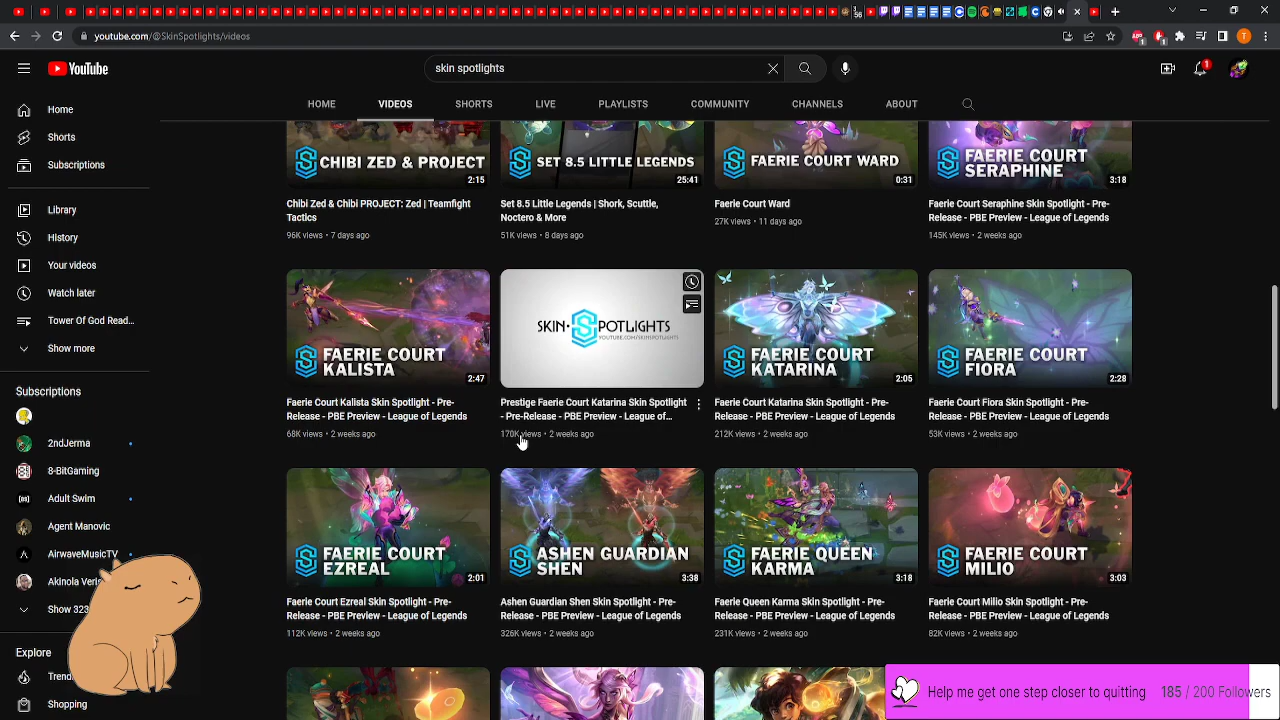 56
youtube.com/@SkinSpotlights/videos
1
1
T
YouTube
skin spotlights
1
HOME VIDEOS SHORTS LIVE PLAYLISTS COMMUNITY CHANNELS ABOUT
Home
Shorts
Subscriptions
Library
History
Your videos
Watch later
Tower Of God Read...
Show more
Subscriptions
2ndJerma
8-BitGaming
Adult Swim
Agent Manovic
AirwaveMusicTV
Show 323
Explore
Shopping
CHIBI ZED & PROJECT
2:15
Chibi Zed & Chibi PROJECT: Zed | Teamfight
Tactics
96K views • 7 days ago
SET 8.5 LITTLE LEGENDS
25:41
Set 8.5 Little Legends | Shork, Scuttle,
Noctero & More
51K views • 8 days ago
FAERIE COURT WARD
0:31
Faerie Court Ward
27K views • 11 days ago
FAERIE COURT
SERAPHINE
3:18
Faerie Court Seraphine Skin Spotlight - Pre-
Release - PBE Preview - League of Legends
145K views • 2 weeks ago
FAERIE COURT
KALISTA
2:47
Faerie Court Kalista Skin Spotlight - Pre-
Release - PBE Preview - League of Legends
68K views • 2 weeks ago
SKIN•SPOTLIGHTS
YOUTUBE.COM/SKINSPOTLIGHTS
Prestige Faerie Court Katarina Skin Spotlight
- Pre-Release - PBE Preview - League of...
170K views • 2 weeks ago
FAERIE COURT
KATARINA
2:05
Faerie Court Katarina Skin Spotlight - Pre-
Release - PBE Preview - League of Legends
212K views • 2 weeks ago
FAERIE COURT
FIORA
2:28
Faerie Court Fiora Skin Spotlight - Pre-
Release - PBE Preview - League of Legends
53K views • 2 weeks ago
FAERIE COURT
EZREAL
2:01
Faerie Court Ezreal Skin Spotlight - Pre-
Release - PBE Preview - League of Legends
112K views • 2 weeks ago
ASHEN GUARDIAN
SHEN
3:38
Ashen Guardian Shen Skin Spotlight - Pre-
Release - PBE Preview - League of Legends
326K views • 2 weeks ago
FAERIE QUEEN
KARMA
3:18
Faerie Queen Karma Skin Spotlight - Pre-
Release - PBE Preview - League of Legends
231K views • 2 weeks ago
FAERIE COURT
MILIO
3:03
Faerie Court Milio Skin Spotlight - Pre-
Release - PBE Preview - League of Legends
82K views • 2 weeks ago
Help me get one step closer to quitting 185 / 200 Followers